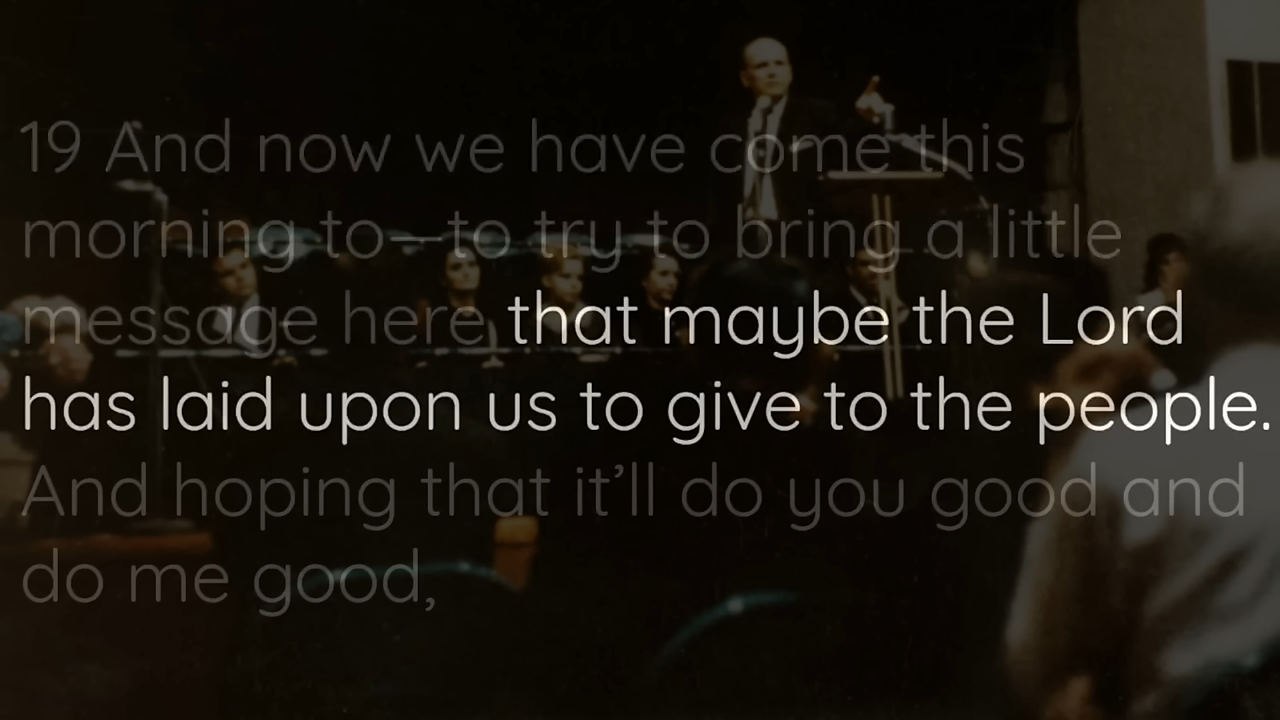 19 And now we have come this
morning to—to try to bring a little
message here that maybe the Lord
has laid upon us to give to the people.
And hoping that it’ll do you good and
do me good,